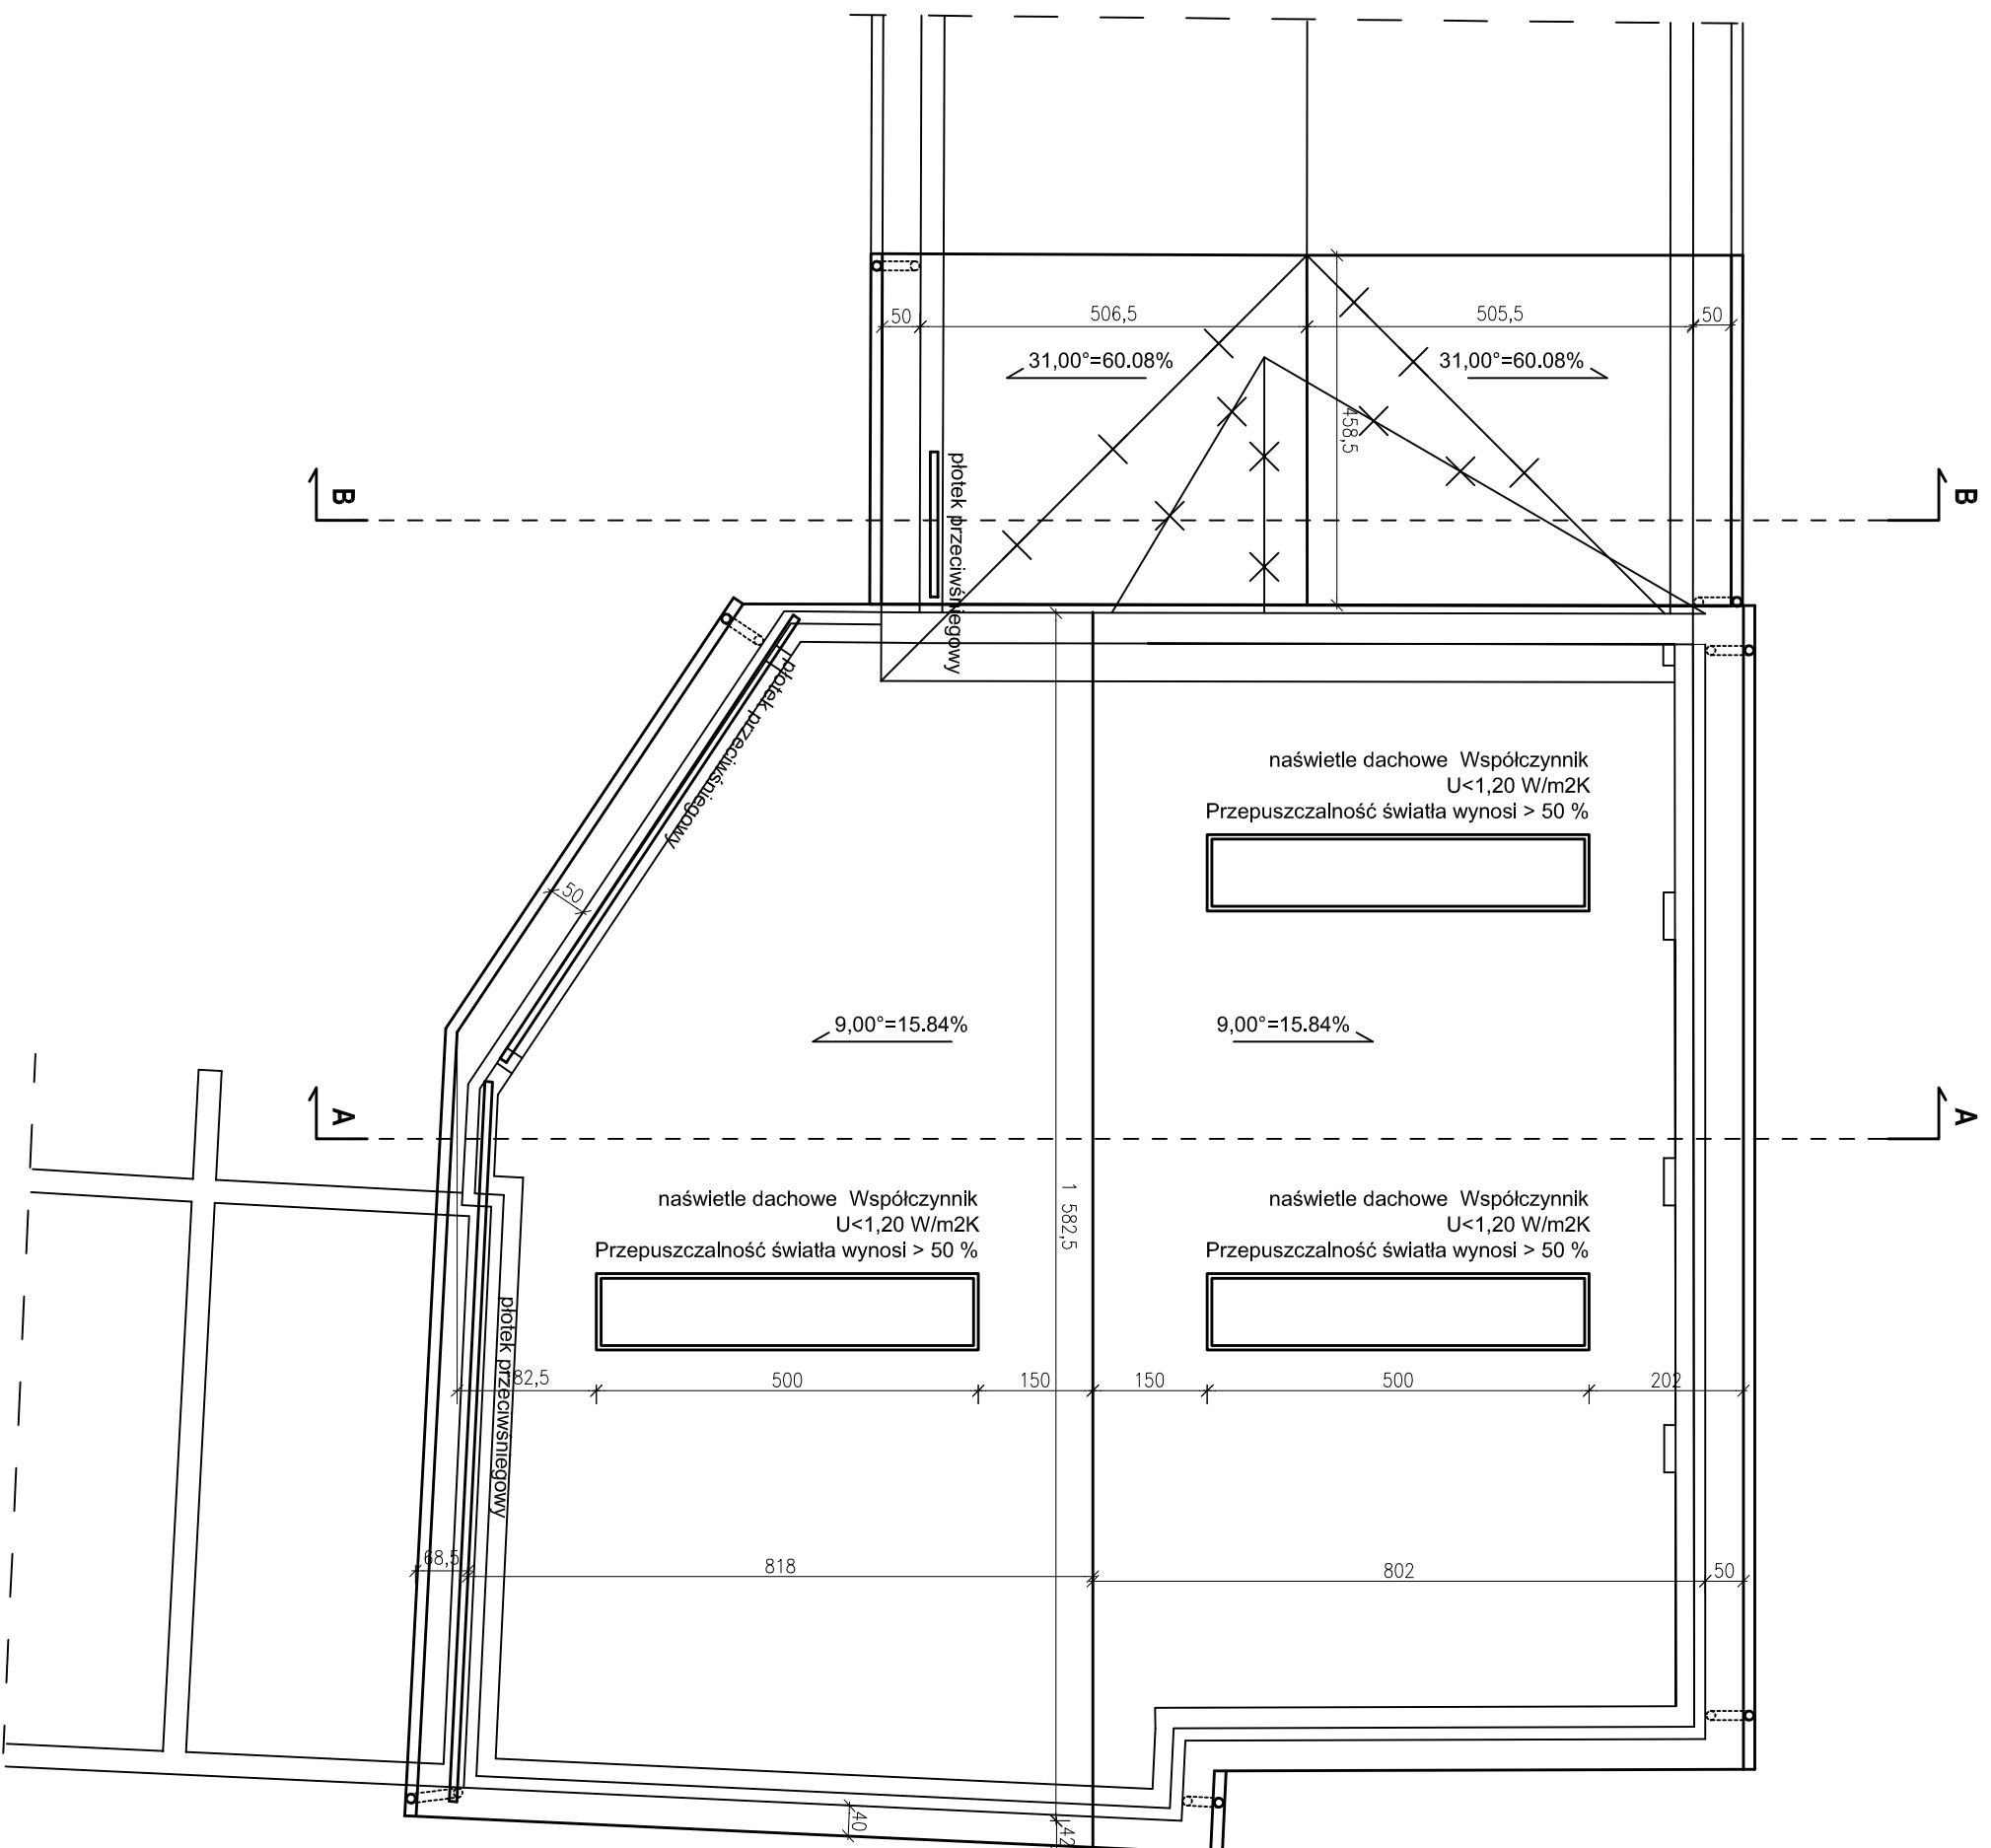 50
506,5
505,5
50
31,00°=60.08%
31,00°=60.08%
458,5
płotek przeciwśniegowy
B
B
płotek przeciwśniegowy
naświetle dachowe Współczynnik
U<1,20 W/m2K
Przepuszczalność światła wynosi > 50 %
50
9,00°=15.84%
9,00°=15.84%
A
A
naświetle dachowe Współczynnik
U<1,20 W/m2K
Przepuszczalność światła wynosi > 50 %
naświetle dachowe Współczynnik
U<1,20 W/m2K
Przepuszczalność światła wynosi > 50 %
1 582,5
płotek przeciwśniegowy
500
150
150
500
202
68,5
818
802
50
40
42